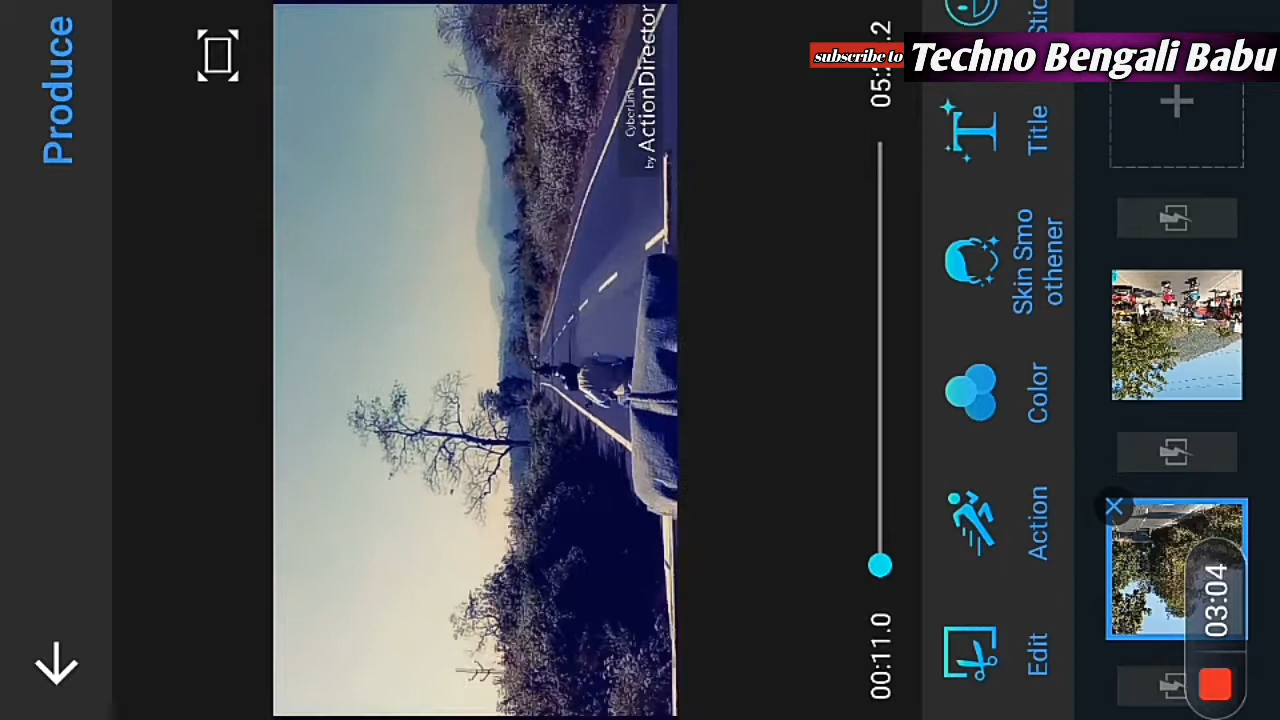 subscribe to Techno Bengali Babu
Produce
CyberLink
by ActionDirector
00:11.0
Edit
Action
Color
Skin Smo
othener
Title
03:04